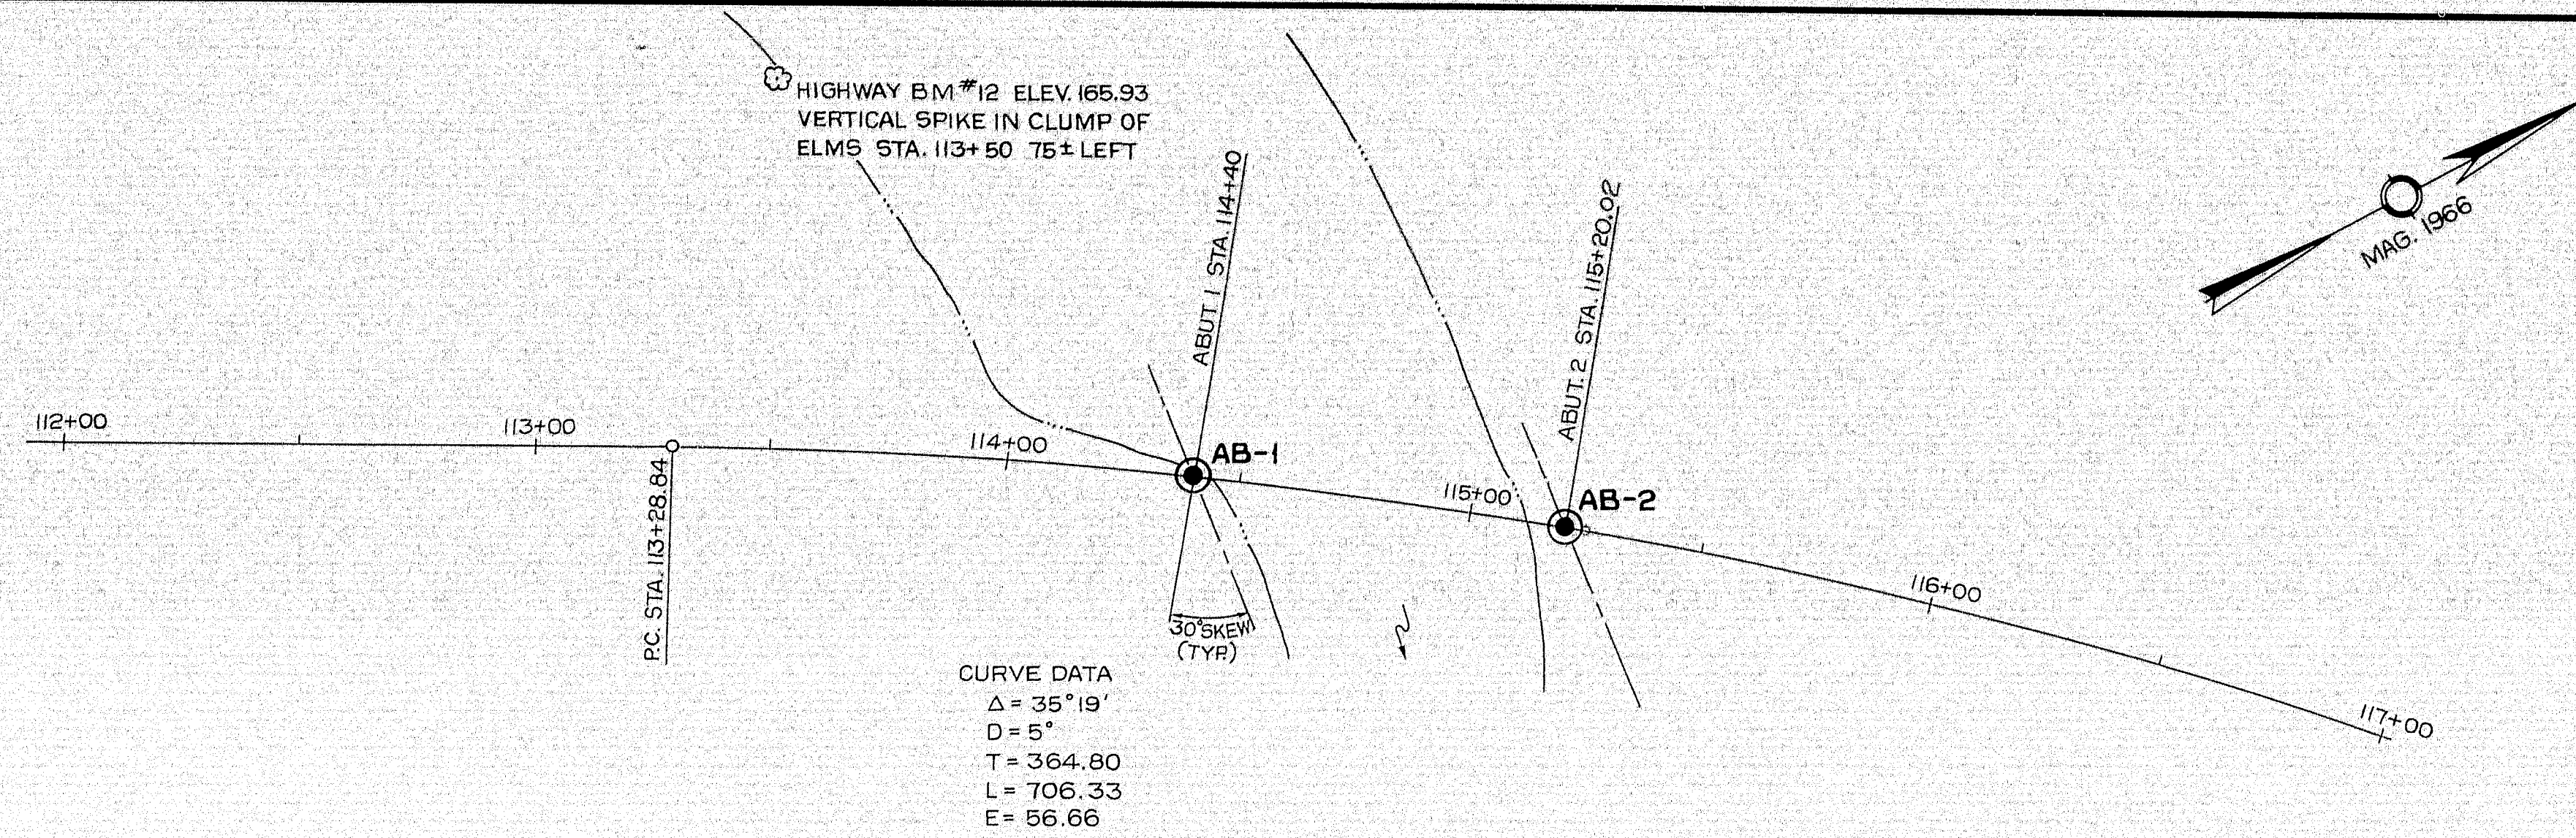 HIGHWAY BM #12 ELEV. 165.93
VERTICAL SPIKE IN CLUMP OF
ELMS STA. 113+50 75± LEFT
ABUT. 1 STA. 114+40
ABUT. 2 STA. 115+20.02
MAG. 1966
112+00
113+00
114+00
AB-1
115+00
AB-2
116+00
117+00
P.C. STA. 113+28.84
30° SKEW
(TYP.)
CURVE DATA
Δ = 35°19'
D = 5°
T = 364.80
L = 706.33
E = 56.66